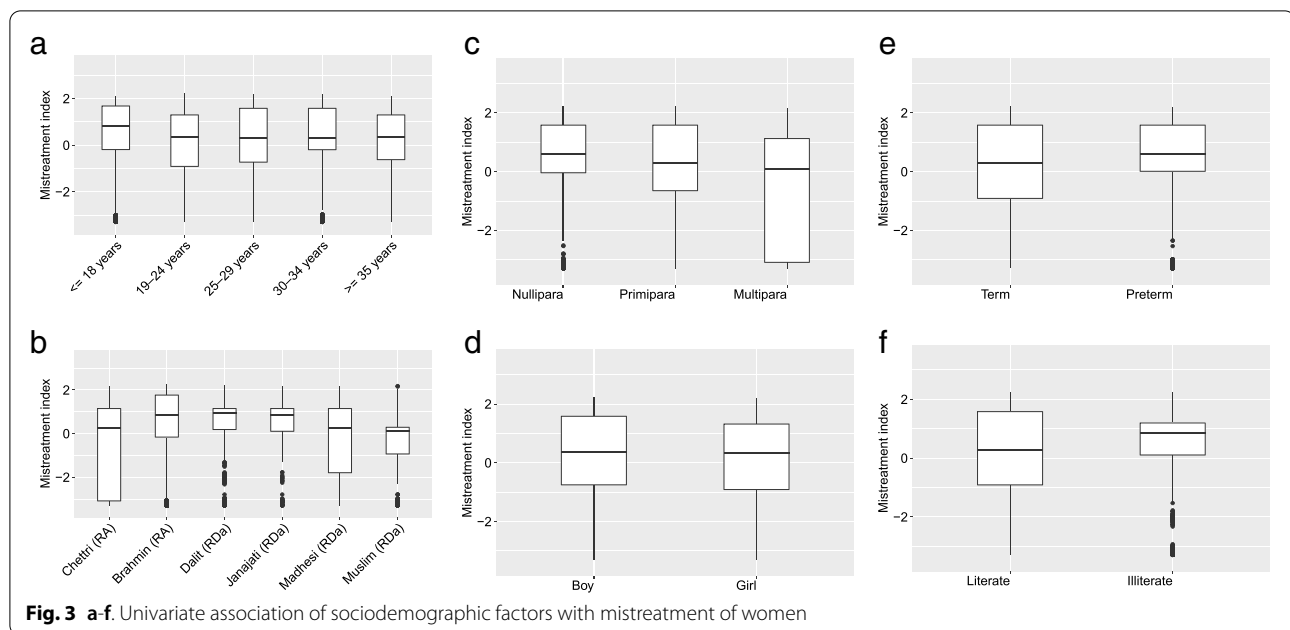 a
Mistreatment index
2
0
−2
<= 18 years
19−24 years
25−29 years
30−34 years
>= 35 years
b
Mistreatment index
2
0
−2
Chettri (RA)
Brahmin (RA)
Dalit (RDa)
Janajati (RDa)
Madhesi (RDa)
Muslim (RDa)
c
Mistreatment index
2
0
−2
Nullipara Primipara Multipara
d
Mistreatment index
2
0
−2
Boy Girl
e
Mistreatment index
2
0
−2
Term Preterm
f
Mistreatment index
2
0
−2
Literate Illiterate
Fig. 3 a-f. Univariate association of sociodemographic factors with mistreatment of women